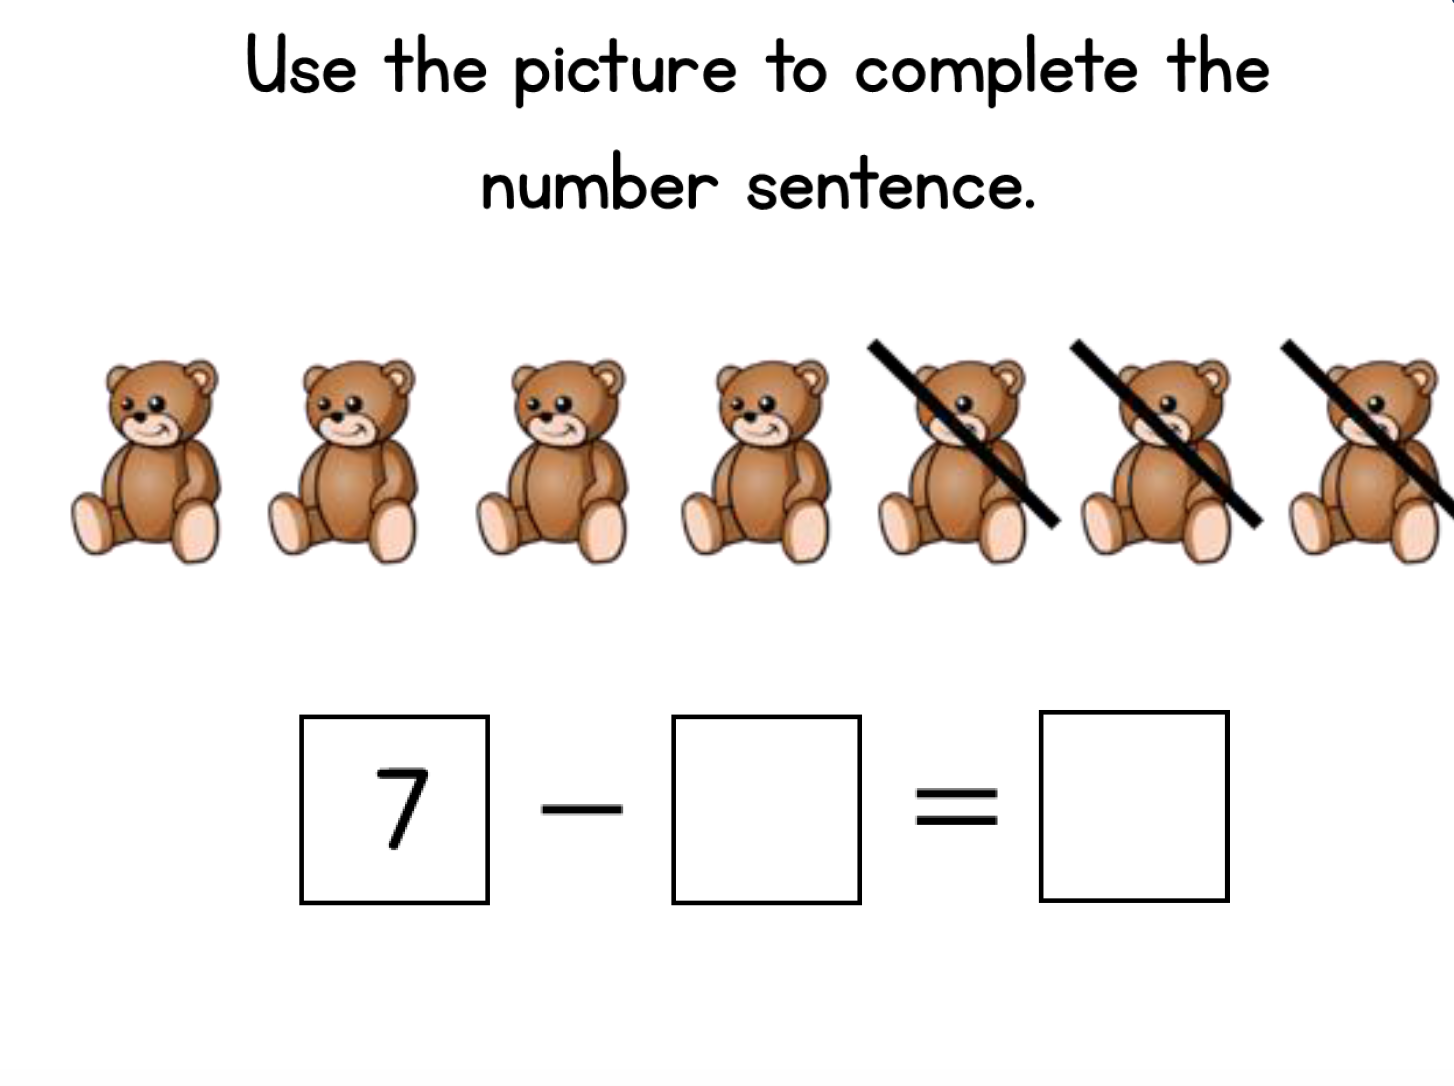 Use the picture to complete the
number sentence.
7 − =